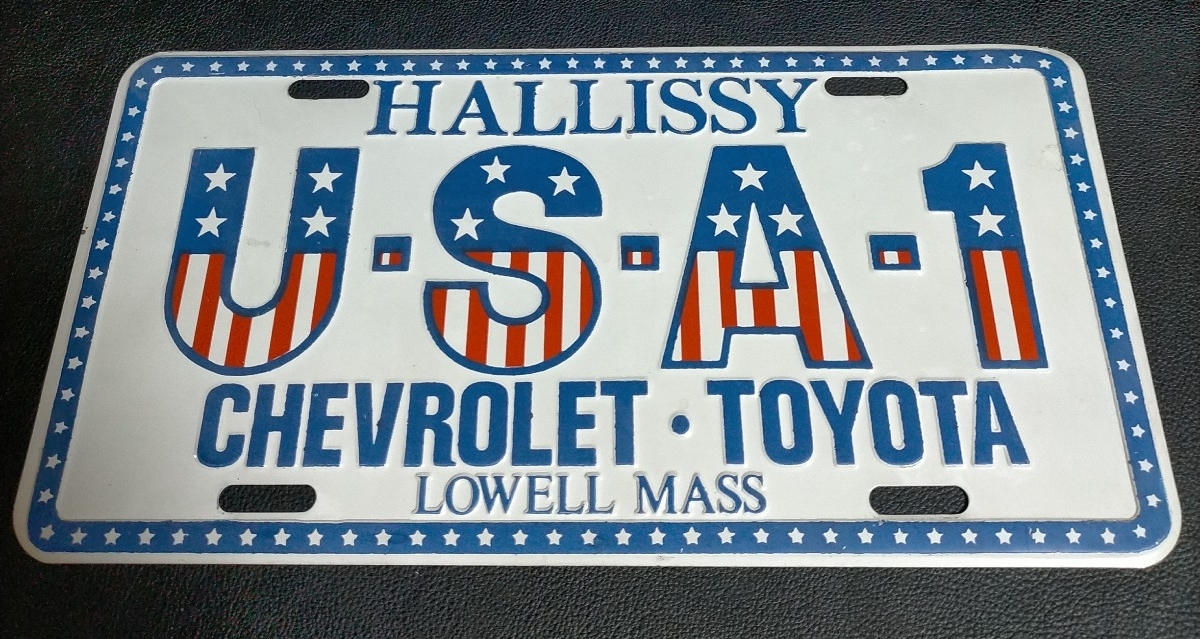 HALLISSY
U·S·A·1
CHEVROLET · TOYOTA
LOWELL MASS